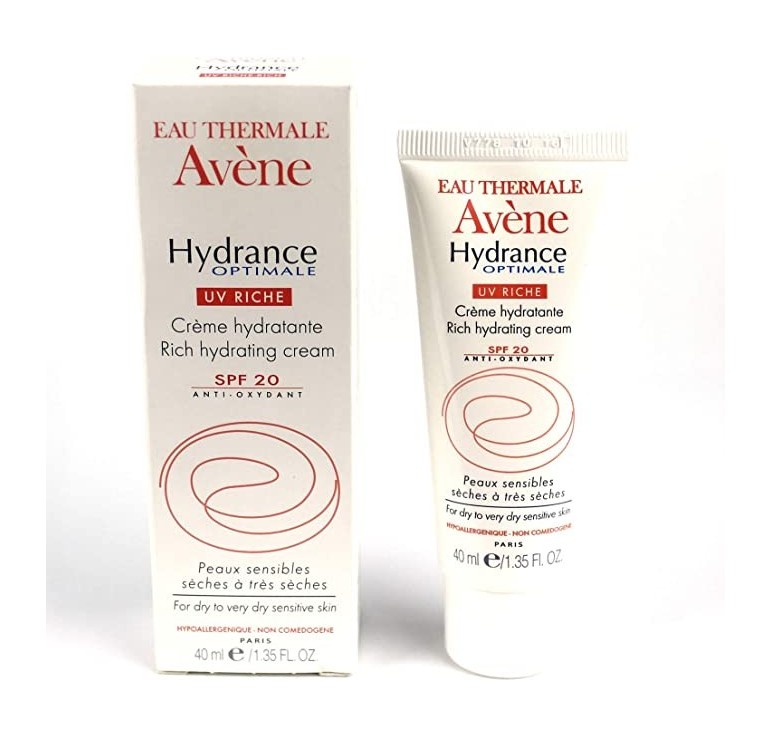 Hydrance
UV RICHE-RICH
EAU THERMALE
Avène
Hydrance
OPTIMALE
UV RICHE
Crème hydratante
Rich hydrating cream
SPF 20
ANTI-OXYDANT
Peaux sensibles
sèches à très sèches
For dry to very dry sensitive skin
HYPOALLERGENIQUE - NON COMEDOGENE
PARIS
40 ml e/1.35 FL. OZ.
EAU THERMALE
Avène
Hydrance
OPTIMALE
UV RICHE
Crème hydratante
Rich hydrating cream
SPF 20
ANTI-OXYDANT
Peaux sensibles
sèches à très sèches
For dry to very dry sensitive skin
HYPOALLERGENIQUE - NON COMEDOGENE
PARIS
40 ml e/1.35 FL. OZ.